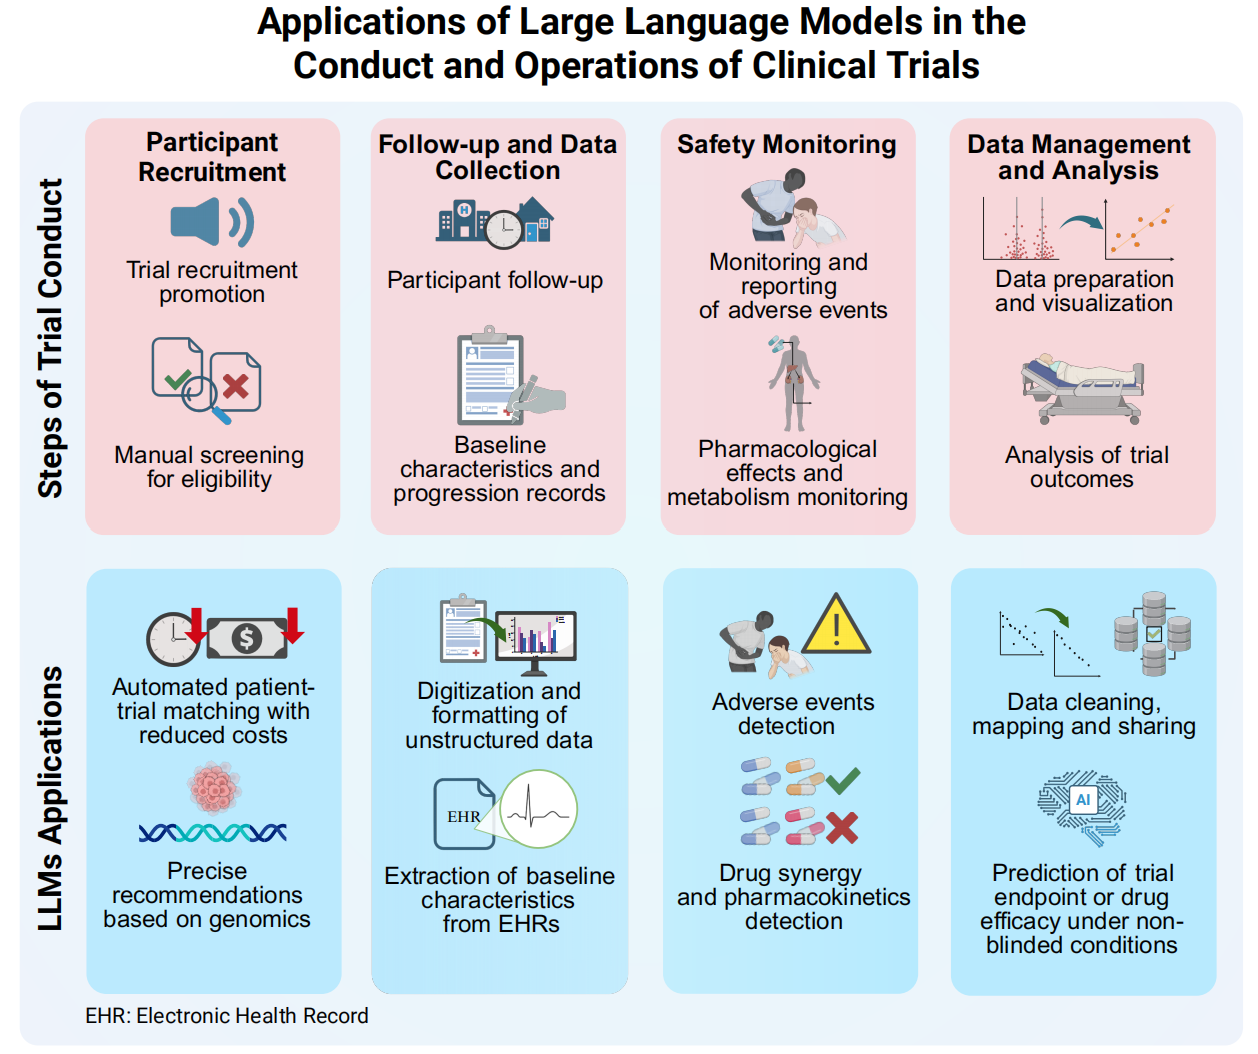 Applications of Large Language Models in the
Conduct and Operations of Clinical Trials
Steps of Trial Conduct
Participant
Recruitment
Trial recruitment
promotion
Manual screening
for eligibility
Follow-up and Data
Collection
H
Participant follow-up
Baseline
characteristics and
progression records
Safety Monitoring
Monitoring and
reporting
of adverse events
Pharmacological
effects and
metabolism monitoring
Data Management
and Analysis
Data preparation
and visualization
Analysis of trial
outcomes
LLMs Applications
$
Automated patient-
trial matching with
reduced costs
Precise
recommendations
based on genomics
Digitization and
formatting of
unstructured data
EHR
Extraction of baseline
characteristics
from EHRs
!
Adverse events
detection
Drug synergy
and pharmacokinetics
detection
Data cleaning,
mapping and sharing
AI
Prediction of trial
endpoint or drug
efficacy under non-
blinded conditions
EHR: Electronic Health Record